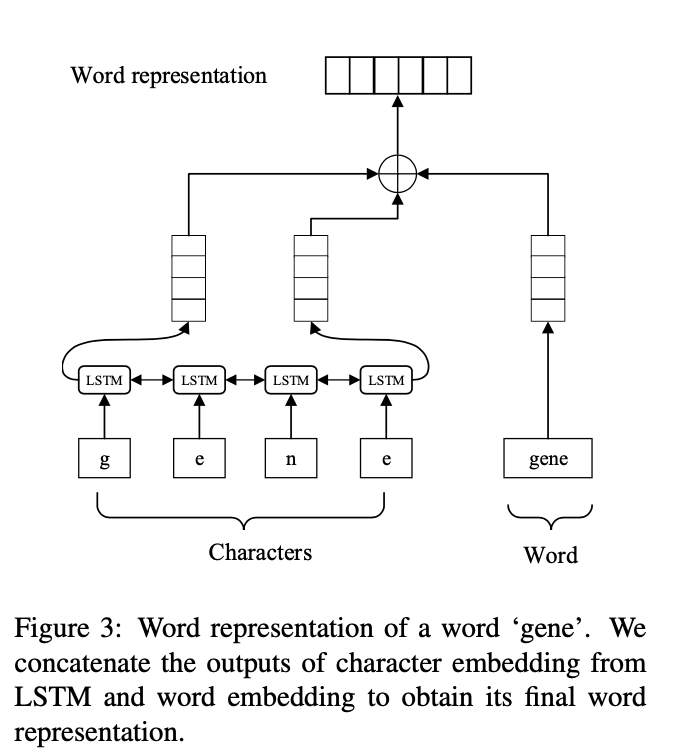 Word representation
LSTM LSTM LSTM LSTM
g e n e gene
Characters Word
Figure 3: Word representation of a word ‘gene’. We
concatenate the outputs of character embedding from
LSTM and word embedding to obtain its final word
representation.